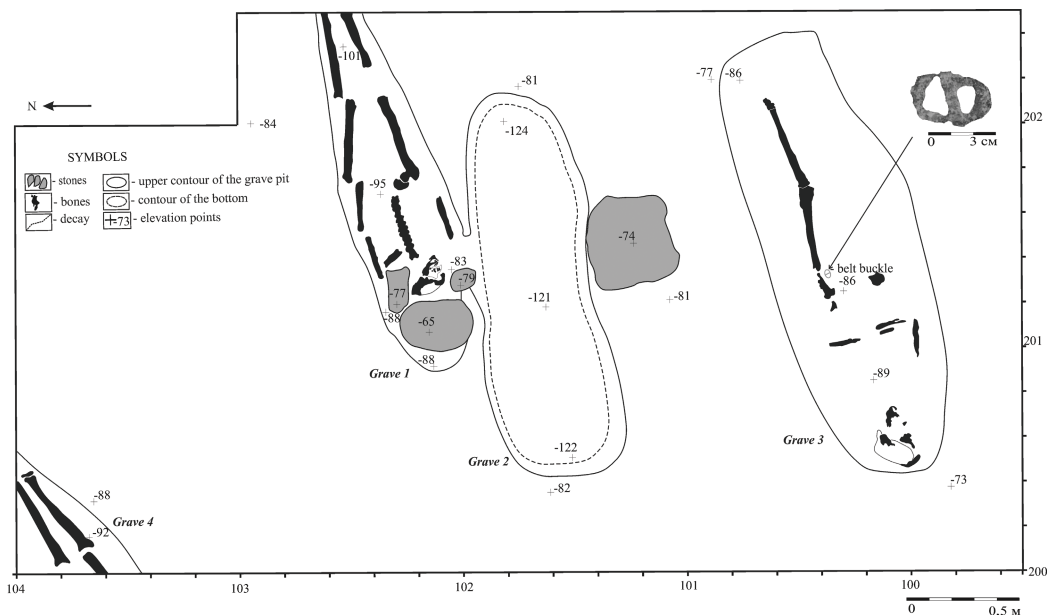 -101
-81
-77
-86
202
N
-84
-124
0 3 см
SYMBOLS
- stones
- upper contour of the grave pit
- bones
- contour of the bottom
- decay
-73
- elevation points
-95
-74
-83
belt buckle
-79
-86
-77
-81
-121
-88
-65
201
-88
Grave 1
-89
Grave 3
-122
Grave 2
-82
-73
-88
Grave 4
-92
200
104
103
102
101
100
0 0,5 м